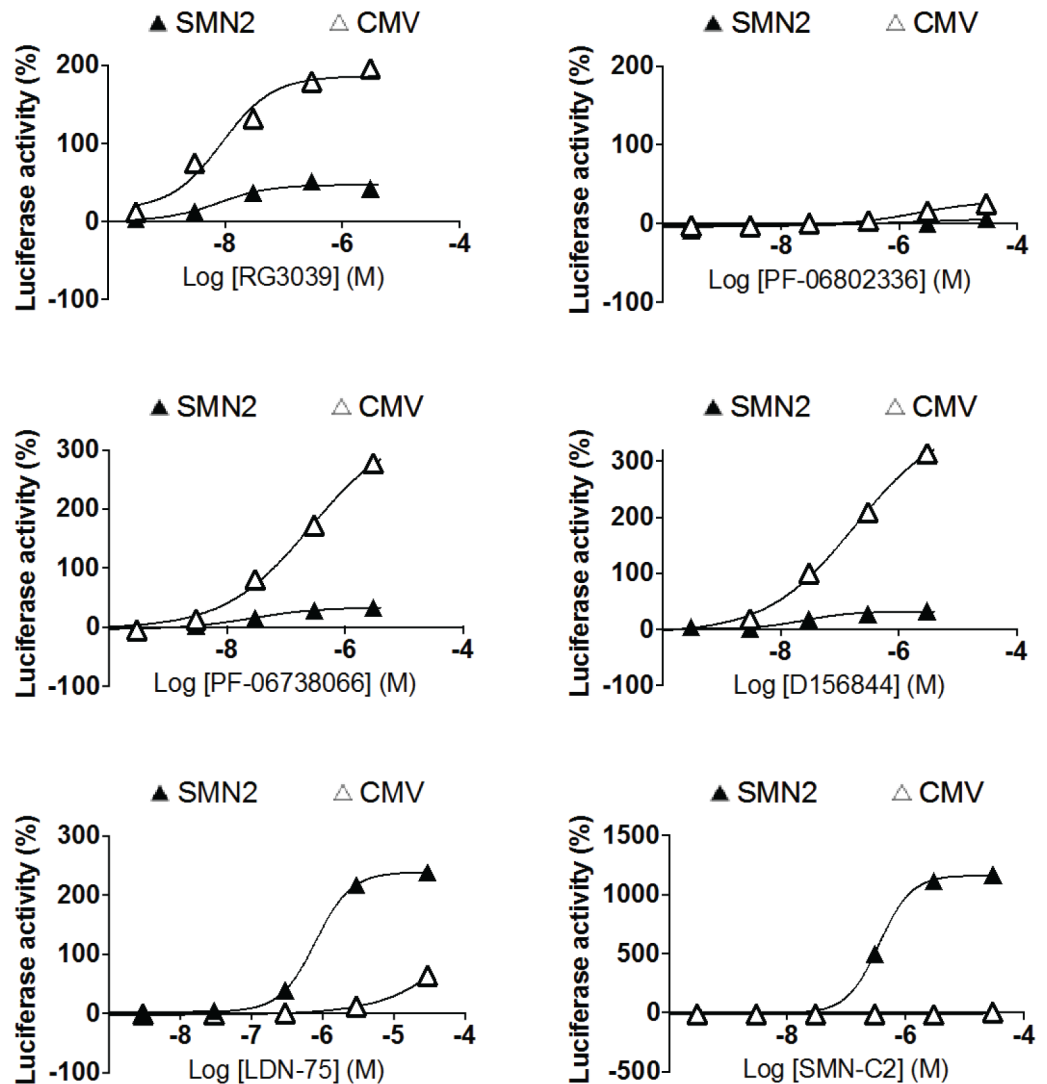 ▲ SMN2 △ CMV
Luciferase activity (%)
200
100
0
-100
-8 -6 -4
Log [RG3039] (M)
▲ SMN2 △ CMV
Luciferase activity (%)
200
100
0
-100
-8 -6 -4
Log [PF-06802336] (M)
▲ SMN2 △ CMV
Luciferase activity (%)
300
200
100
0
-100
-8 -6 -4
Log [PF-06738066] (M)
▲ SMN2 △ CMV
Luciferase activity (%)
300
200
100
0
-100
-8 -6 -4
Log [D156844] (M)
▲ SMN2 △ CMV
Luciferase activity (%)
300
200
100
0
-100
-8 -7 -6 -5 -4
Log [LDN-75] (M)
▲ SMN2 △ CMV
Luciferase activity (%)
1500
1000
500
0
-500
-8 -6 -4
Log [SMN-C2] (M)